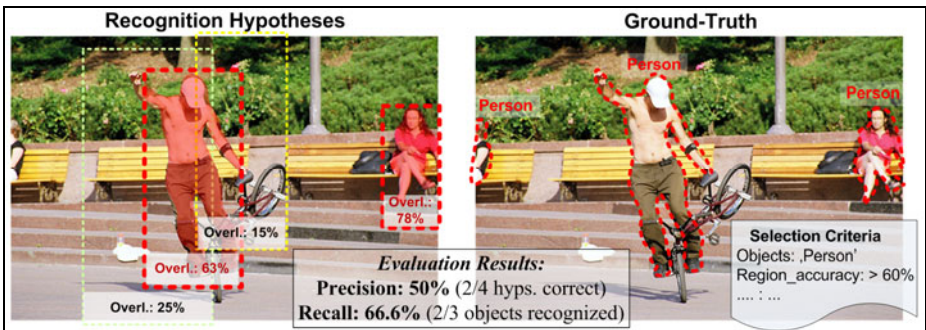 Recognition Hypotheses
Overl.: 78%
Overl.: 15%
Overl.: 63%
Overl.: 25%
Evaluation Results:
Precision: 50% (2/4 hyps. correct)
Recall: 66.6% (2/3 objects recognized)
Ground-Truth
Person
Person
Person
Selection Criteria
Objects: ‚Person’
Region_accuracy: > 60%
.... : ...